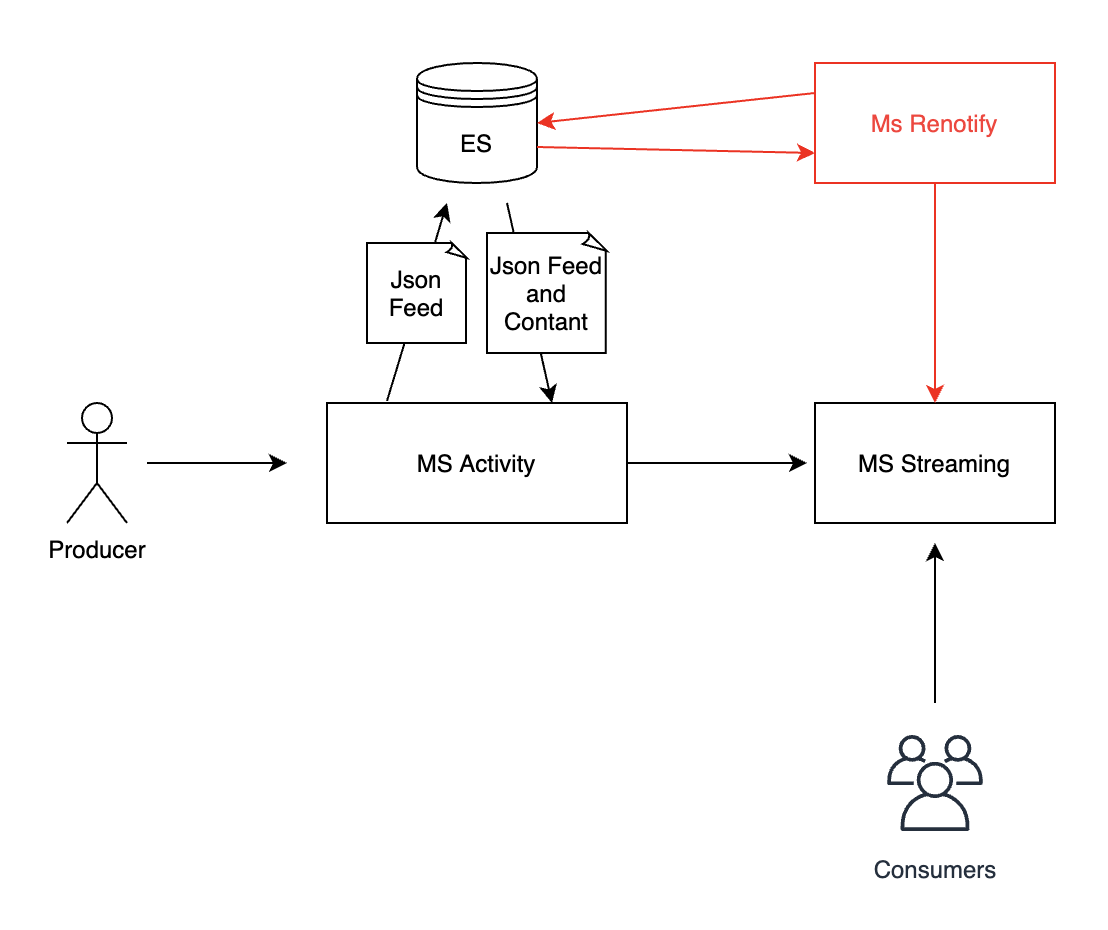 ES
Ms Renotify
Json
Feed
Json Feed
and
Contant
MS Activity
MS Streaming
Producer
Consumers